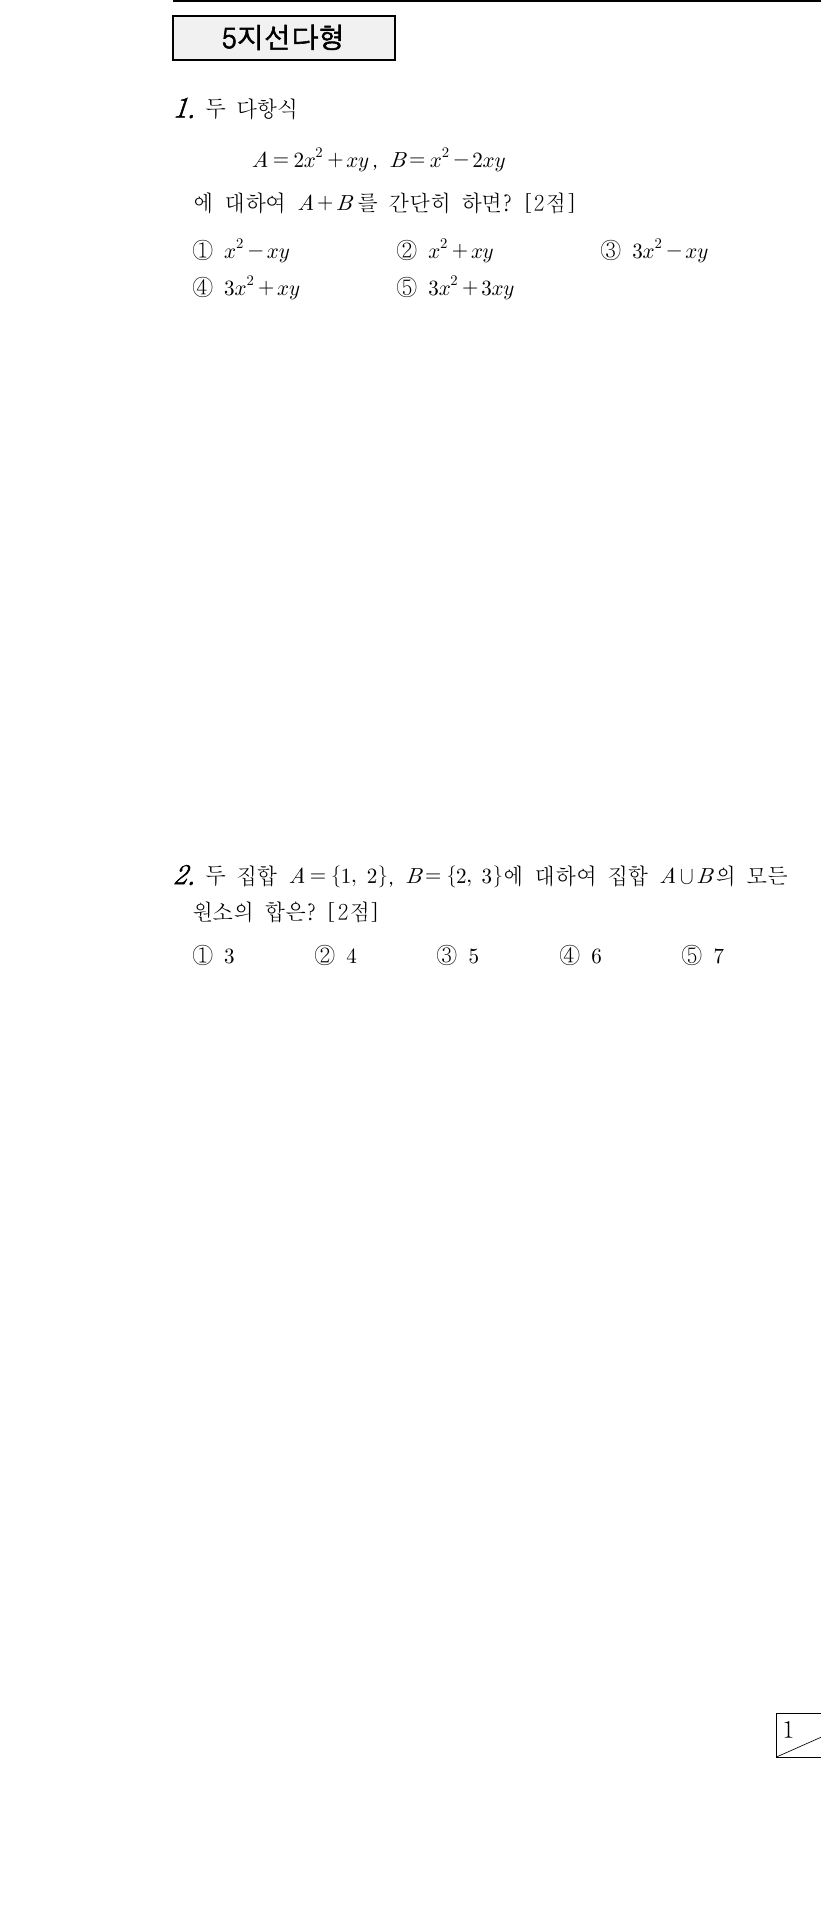 5지선다형
1. 두 다항식
A=2x²+xy, B=x²-2xy
에 대하여 A+B를 간단히 하면? [2점]
① x²-xy ② x²+xy ③ 3x²-xy
④ 3x²+xy ⑤ 3x²+3xy
2. 두 집합 A={1, 2}, B={2, 3}에 대하여 집합 A∪B의 모든
원소의 합은? [2점]
① 3 ② 4 ③ 5 ④ 6 ⑤ 7
1